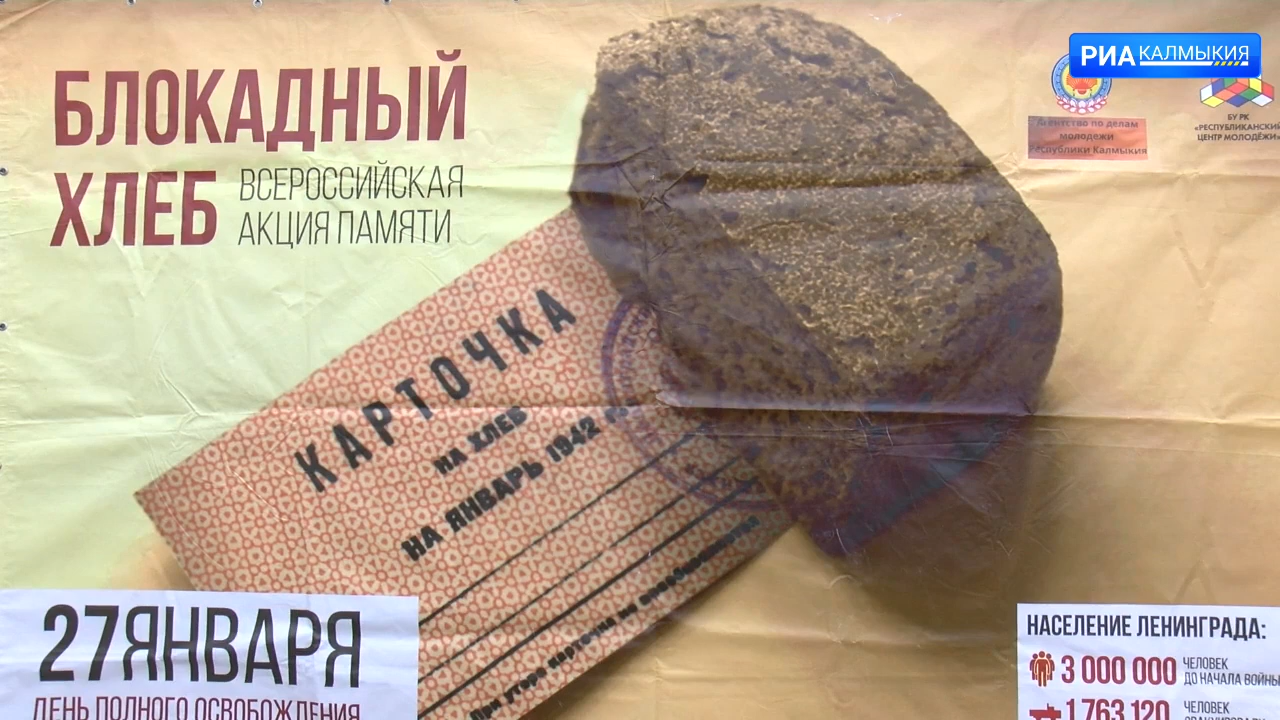 БЛОКАДНЫЙ
ХЛЕБ
ВСЕРОССИЙСКАЯ
АКЦИЯ ПАМЯТИ
РИА КАЛМЫКИЯ
Агентство по делам
молодежи
Республики Калмыкия
БУ РК
«РЕСПУБЛИКАНСКИЙ
ЦЕНТР МОЛОДЁЖИ»
КАРТОЧКА
НА ХЛЕБ
НА ЯНВАРЬ 1942
При утере карточка не
27 ЯНВАРЯ
ДЕНЬ ПОЛНОГО ОСВОБОЖДЕНИЯ
НАСЕЛЕНИЕ ЛЕНИНГРАДА:
3 000 000 ЧЕЛОВЕК
ДО НАЧАЛА ВОЙНЫ
1 763 120 ЧЕЛОВЕК